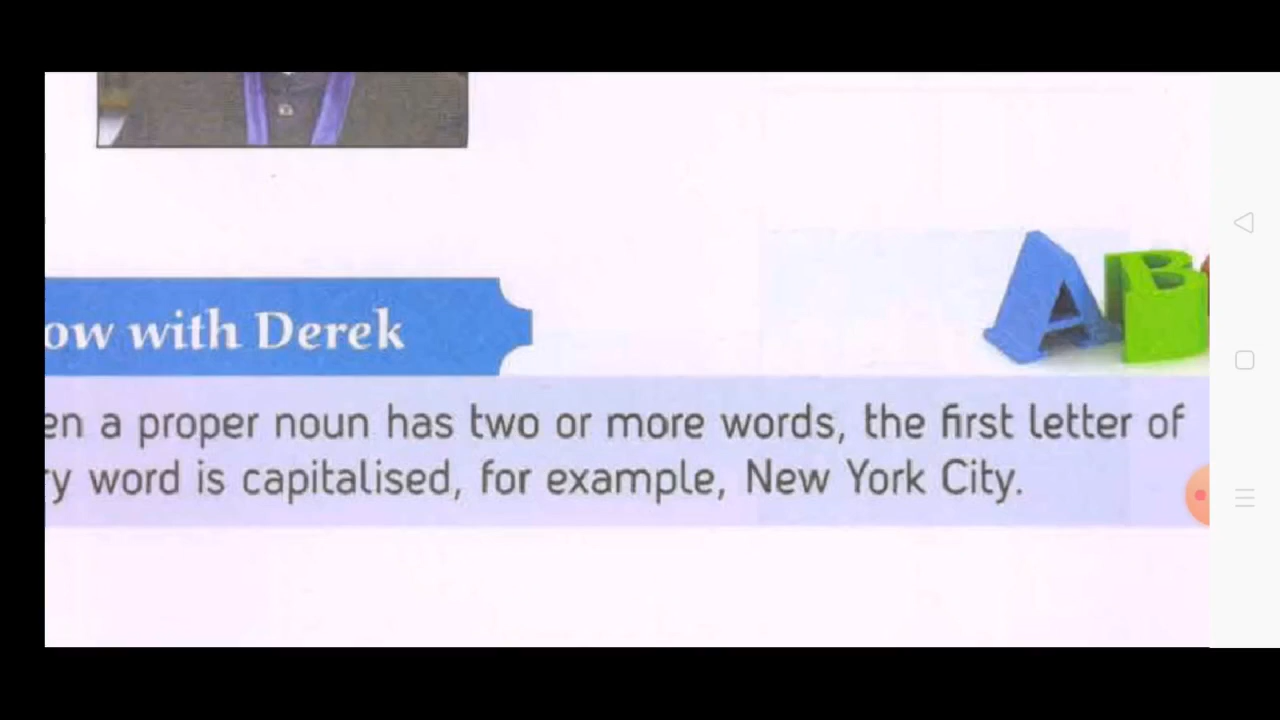 ow with Derek
A B
en a proper noun has two or more words, the first letter of
ry word is capitalised, for example, New York City.